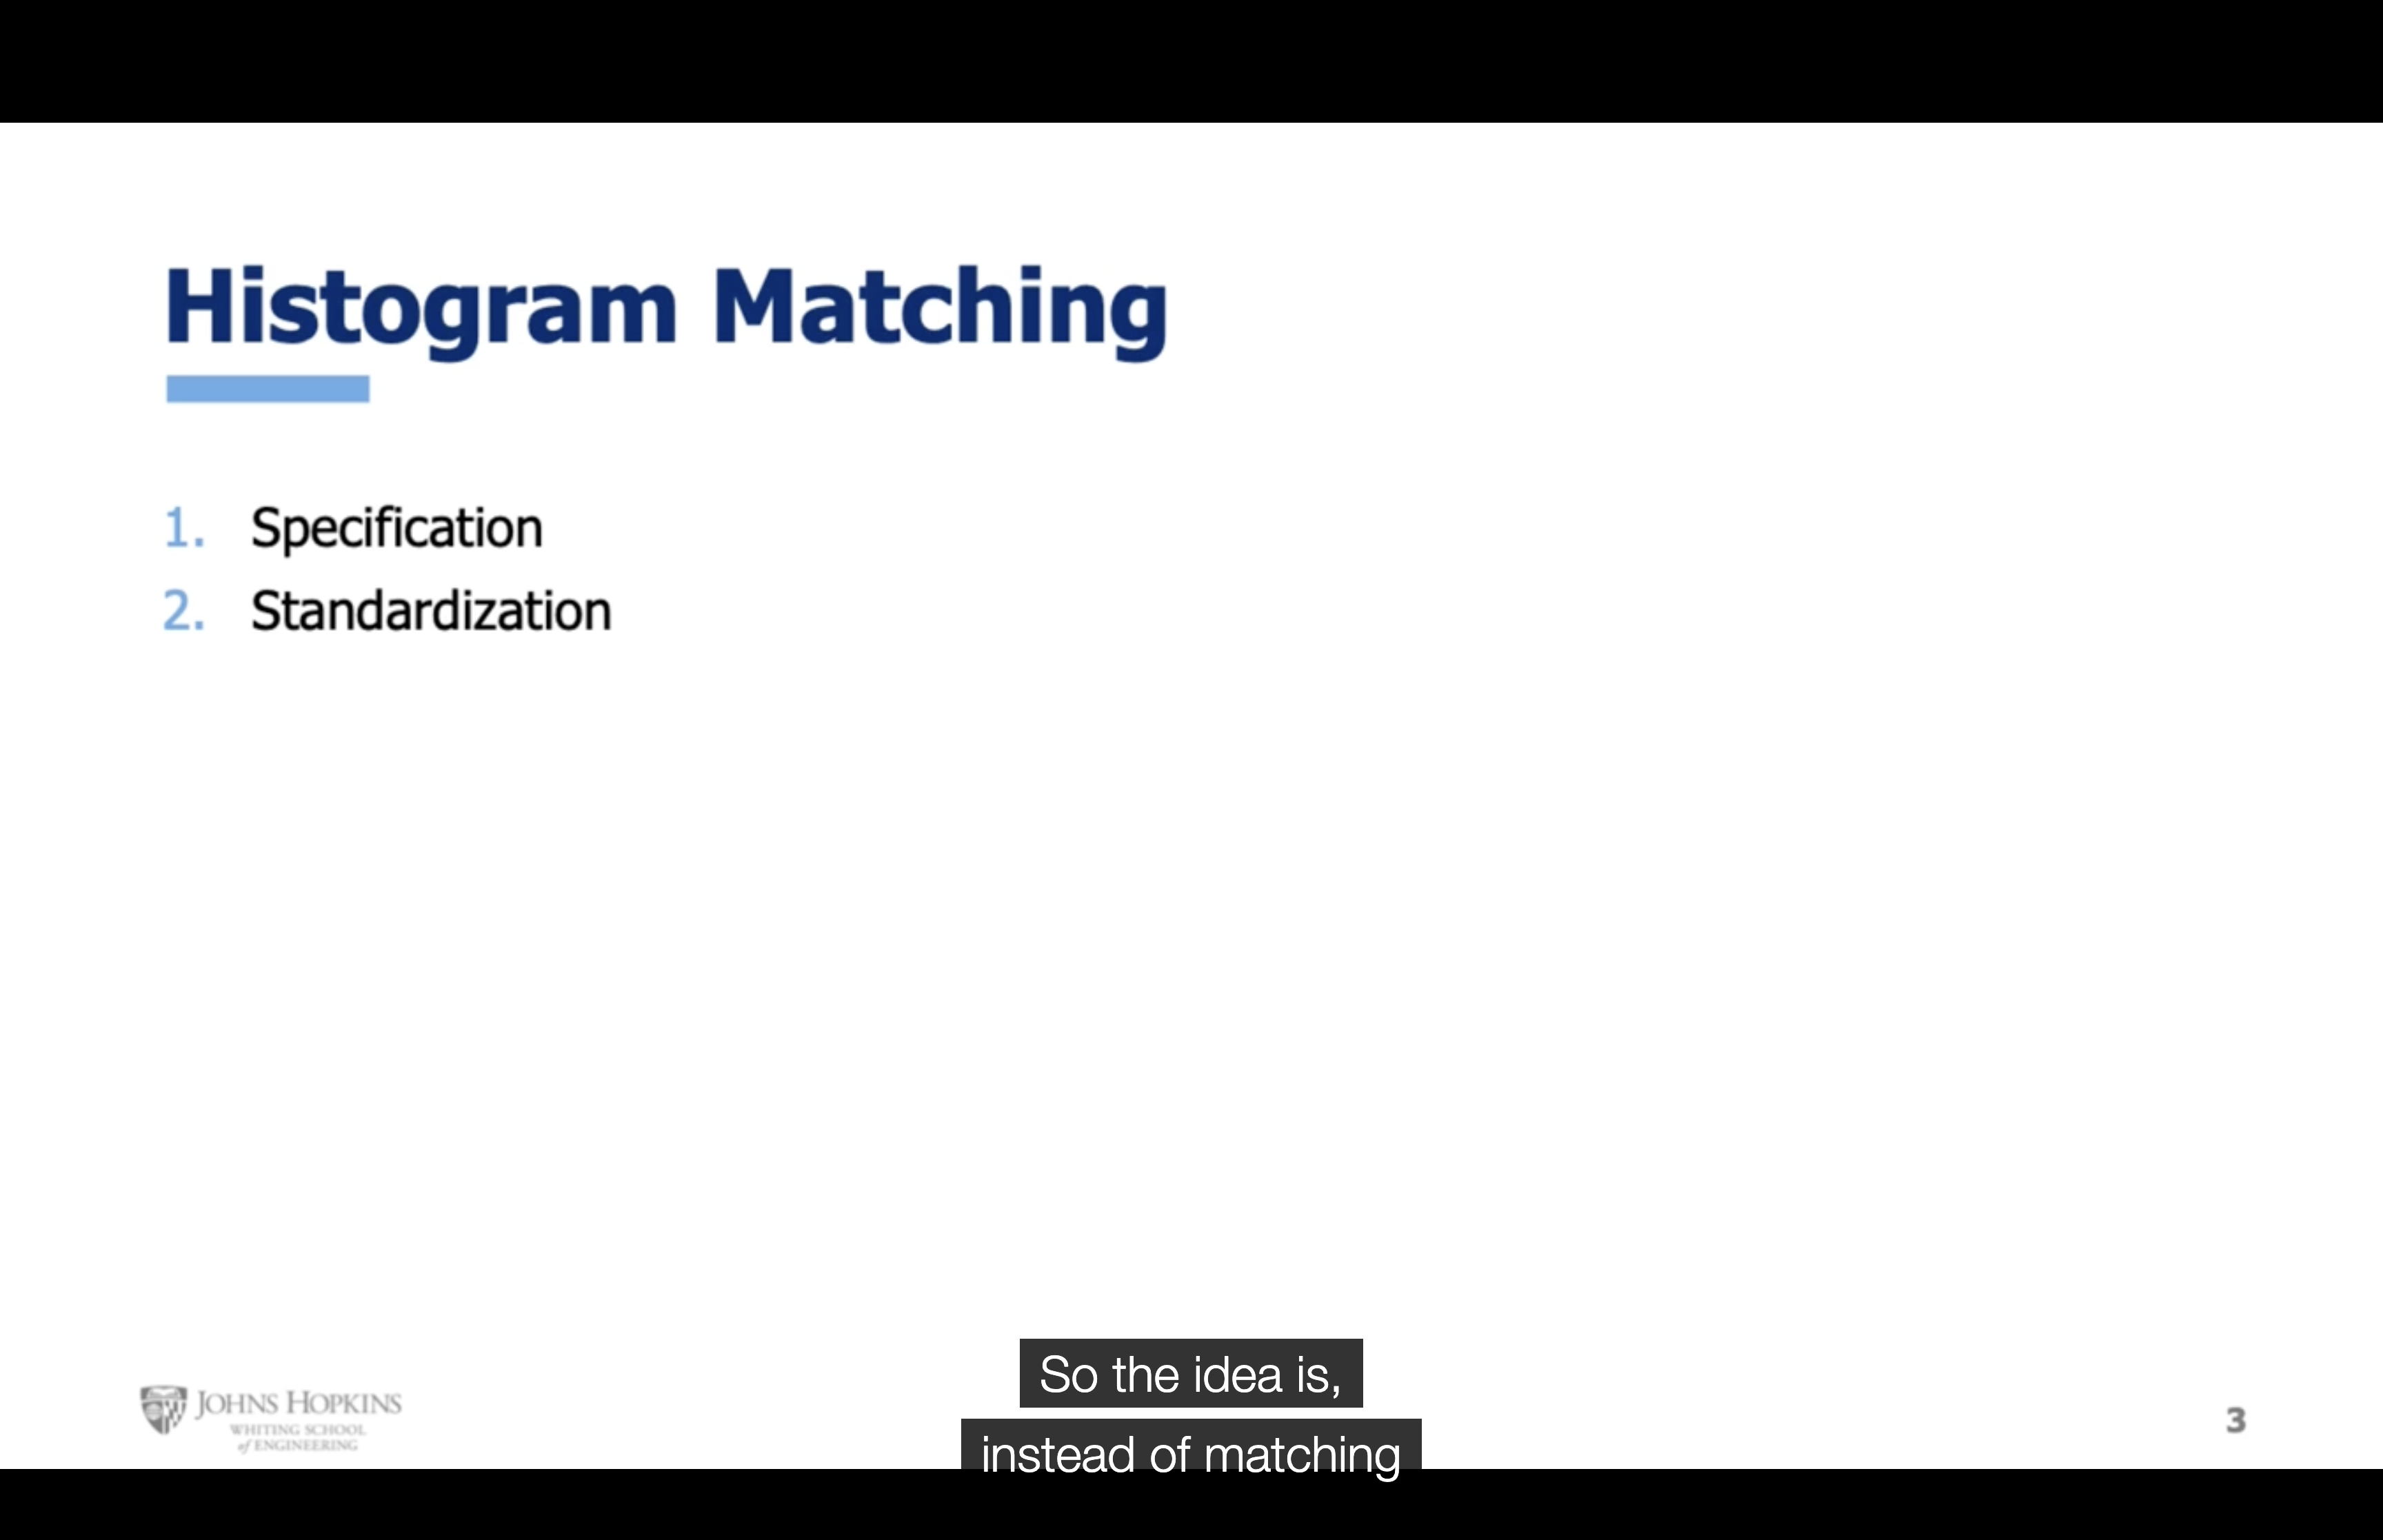 Histogram Matching
1. Specification
2. Standardization
So the idea is,
instead of matching
JOHNS HOPKINS
WHITING SCHOOL
of ENGINEERING
3